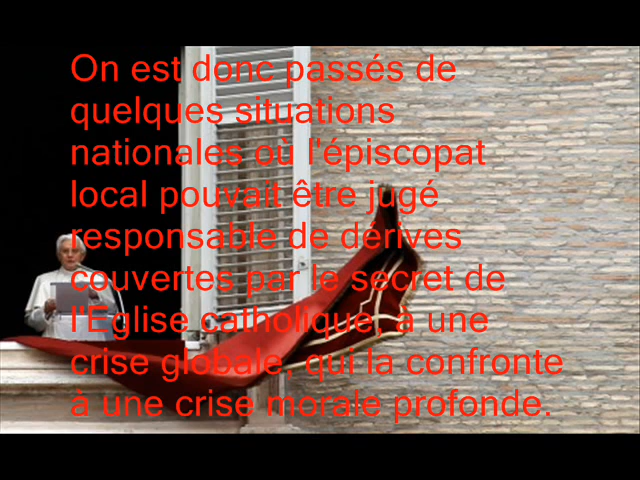 On est donc passés de
quelques situations
nationales où l'épiscopat
local pouvait être jugé
responsable de dérives
couvertes par le secret de
l'Eglise catholique, à une
crise globale, qui la confronte
à une crise morale profonde.